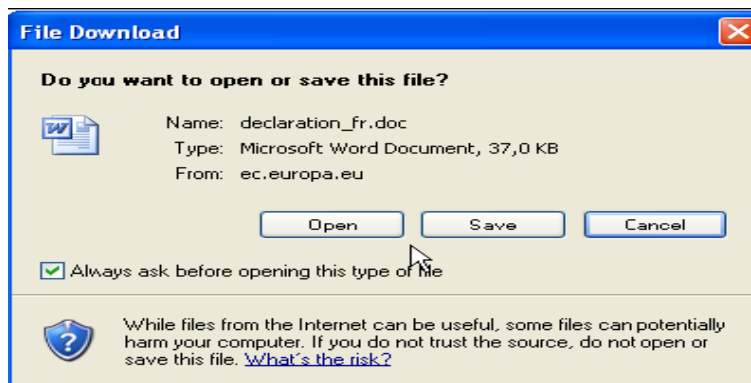 File Download
Do you want to open or save this file?
Name: declaration_fr.doc
Type: Microsoft Word Document, 37,0 KB
From: ec.europa.eu
Open Save Cancel
Always ask before opening this type of file
While files from the Internet can be useful, some files can potentially
harm your computer. If you do not trust the source, do not open or
save this file. What's the risk?